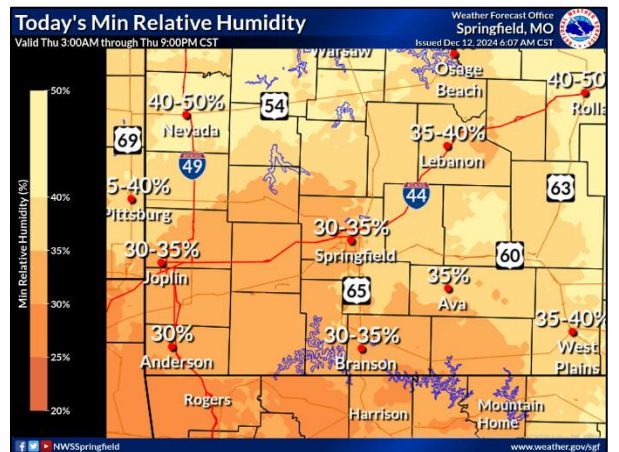 Today's Min Relative Humidity
Valid Thu 3:00AM through Thu 9:00PM CST
Weather Forecast Office
Springfield, MO
Issued Dec 12, 2024 6:07 AM CST
50%
40%
35%
30%
25%
20%
Min Relative Humidity (%)
Warsaw
Osage
Beach
40-50
Rolla
40-50%
Nevada
54
69
35-40%
Lebanon
49
44
63
5-40%
Pittsburg
30-35%
Springfield
30-35%
Joplin
60
65
35%
Ava
30%
Anderson
30-35%
Branson
35-40%
West
Plains
Rogers
Harrison
Mountain
Home
NWSSpringfield
www.weather.gov/sgf